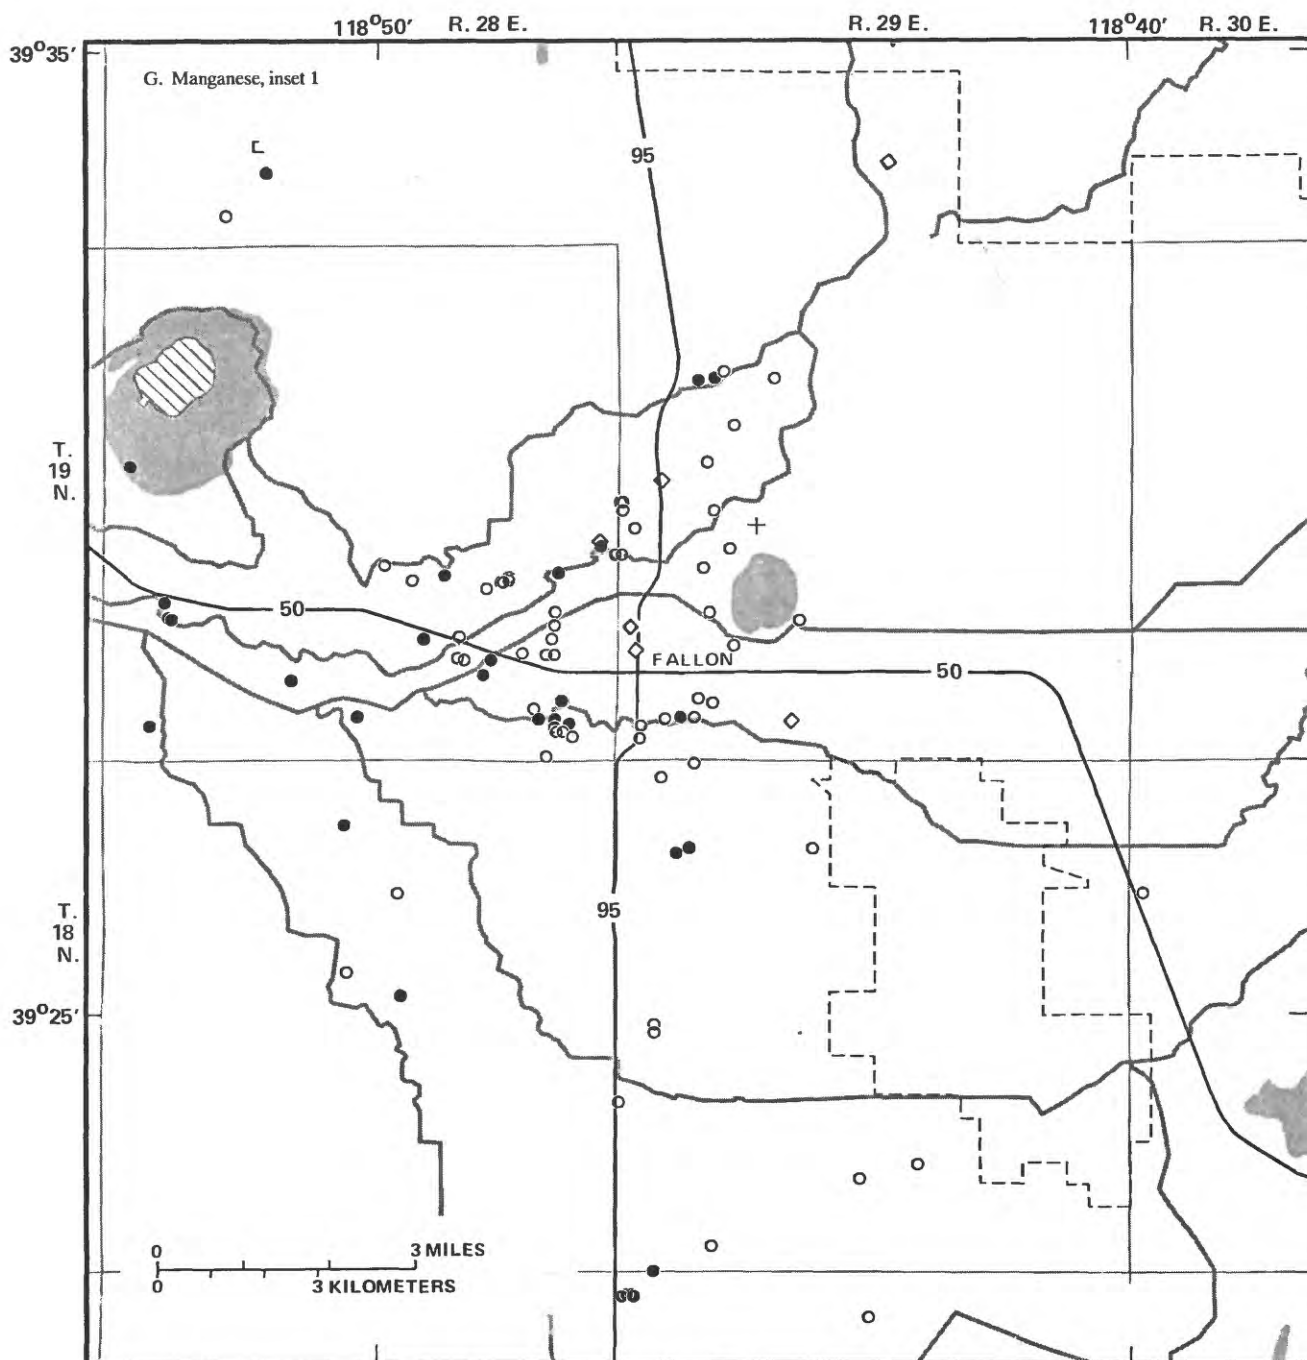 118°50' R. 28 E. R. 29 E. 118°40' R. 30 E.
39°35'
G. Manganese, inset 1
95
T.
19
N.
50
FALLON
50
T.
18
N.
95
39°25'
0 3 MILES
0 3 KILOMETERS